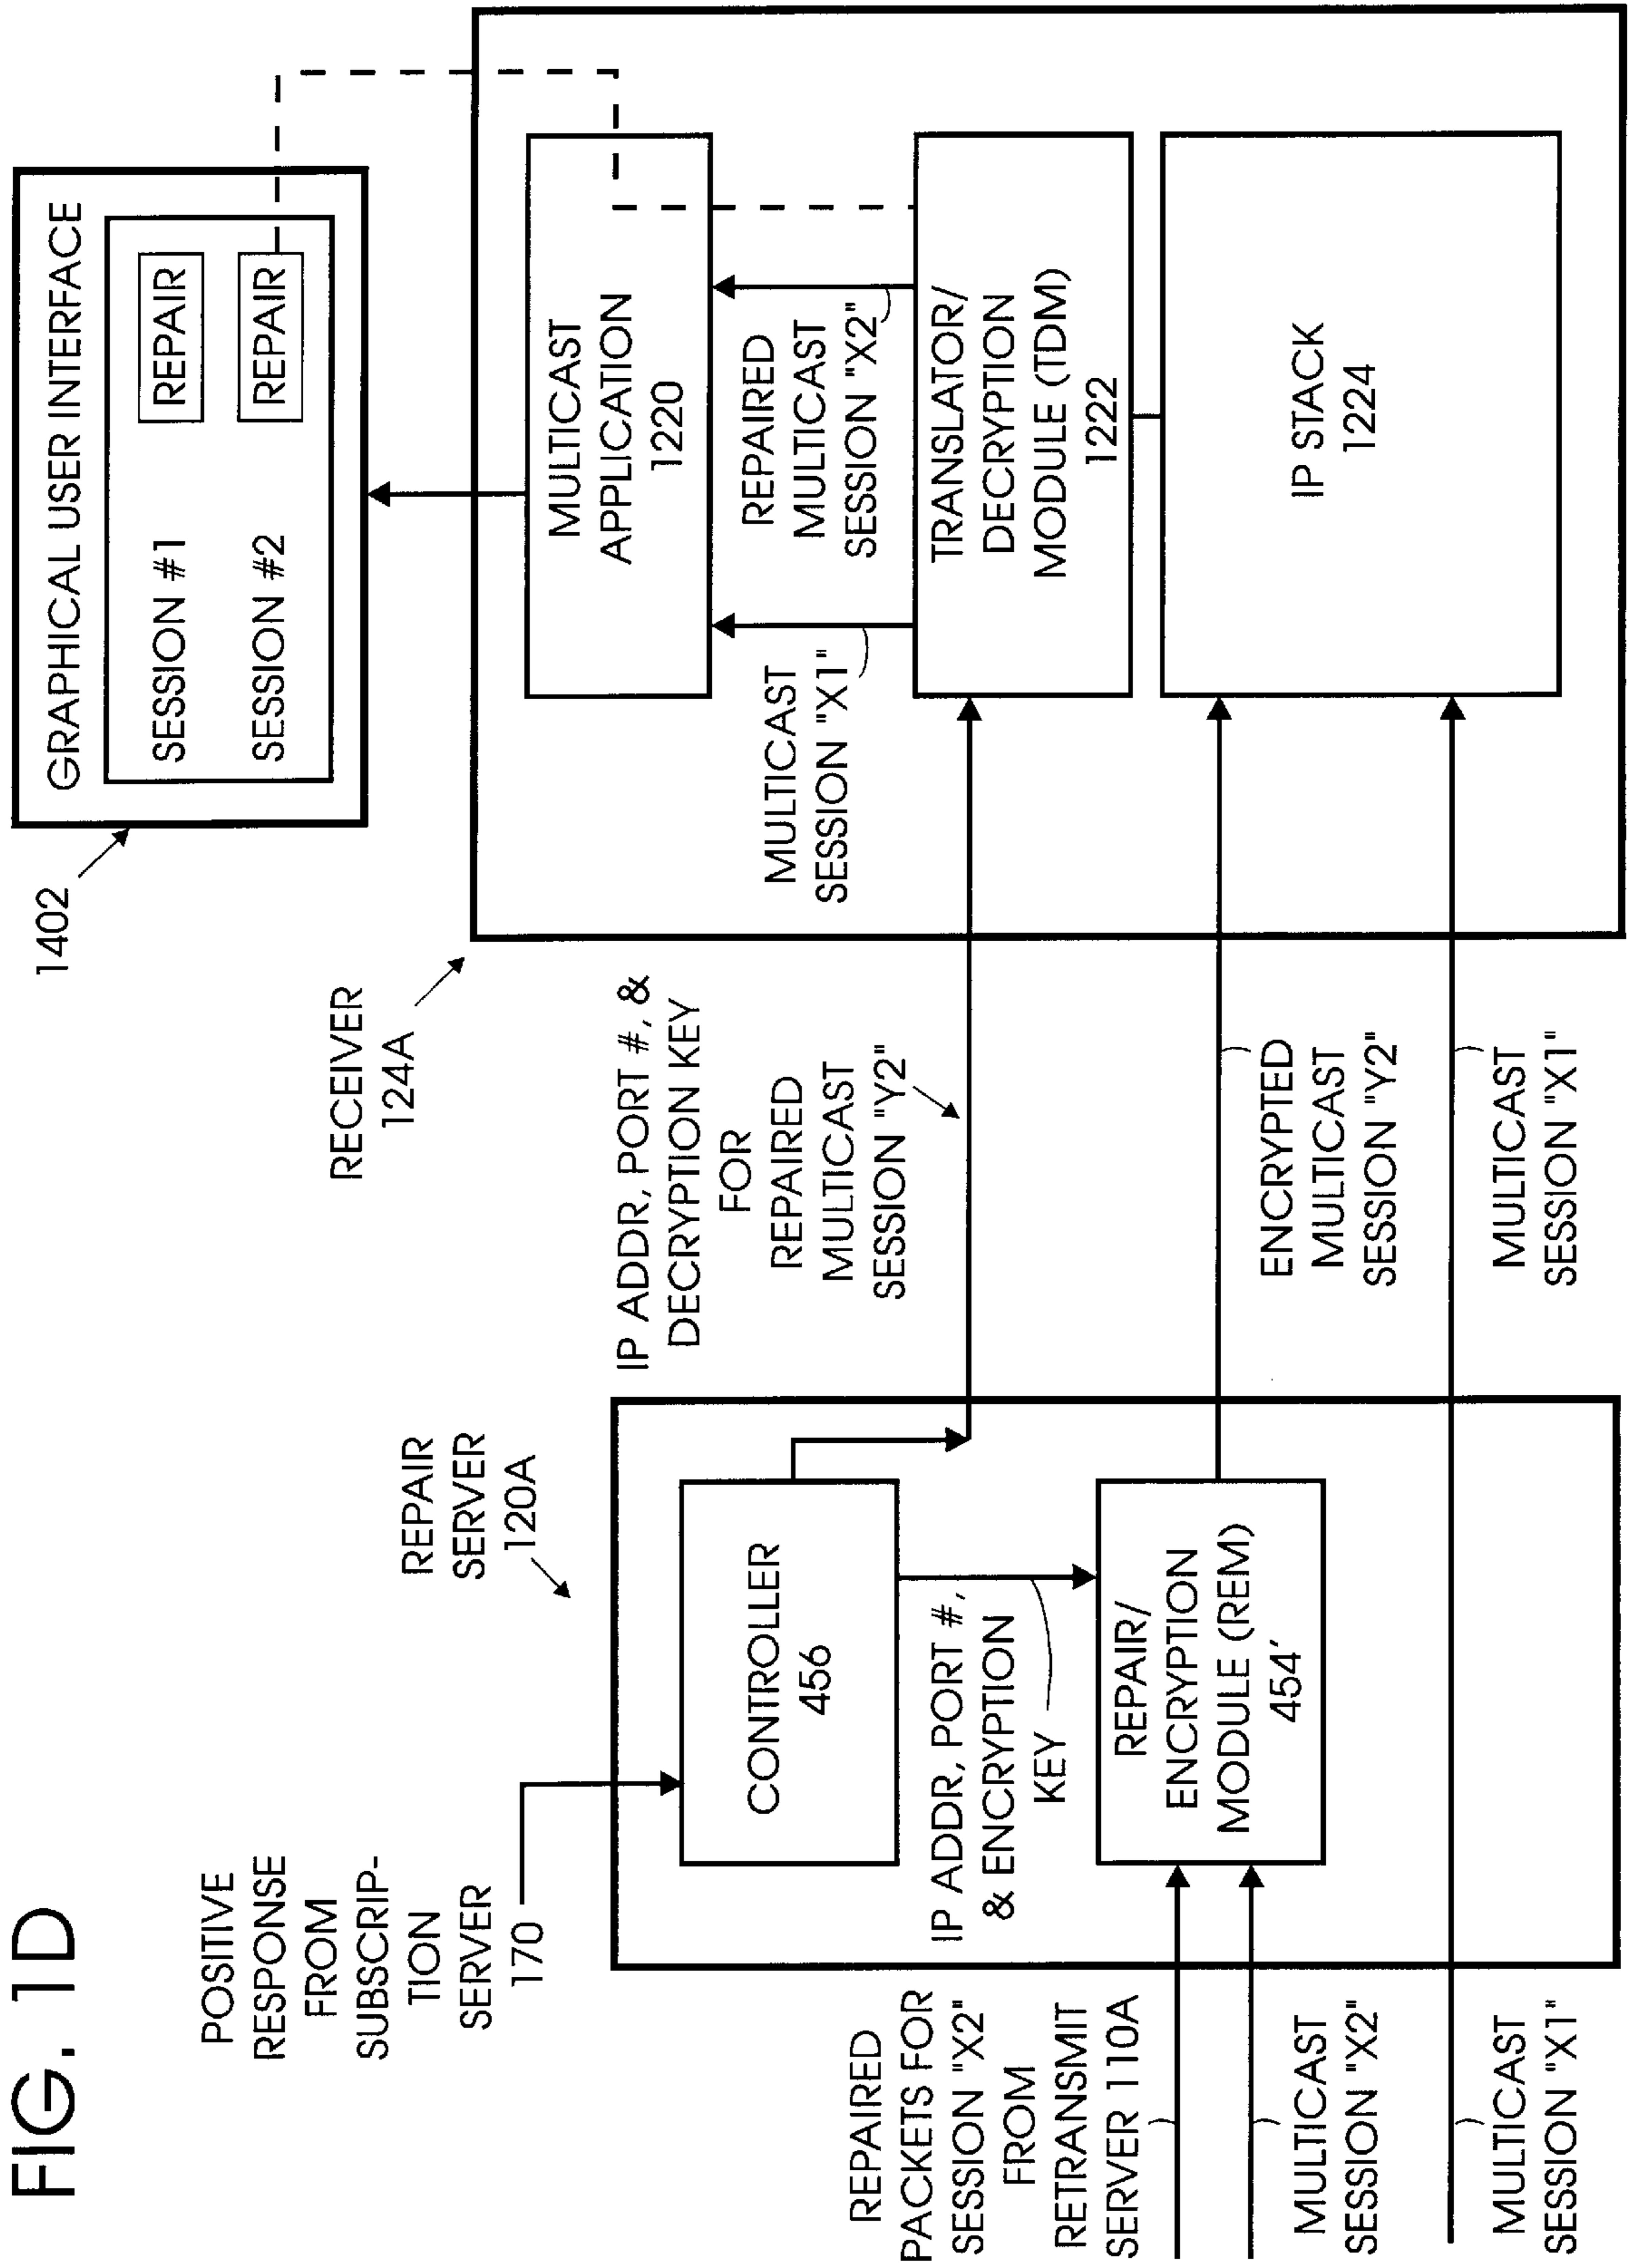 FIG. 1D
POSITIVE
RESPONSE
FROM
SUBSCRIP-
TION
SERVER
170
REPAIR
SERVER
120A
CONTROLLER
456
IP ADDR, PORT #,
& ENCRYPTION
KEY
REPAIR/
ENCRYPTION
MODULE (REM)
454'
REPAIRED
PACKETS FOR
SESSION "X2"
FROM
RETRANSMIT
SERVER 110A
MULTICAST
SESSION "X2"
MULTICAST
SESSION "X1"
RECEIVER
124A
IP ADDR, PORT #, &
DECRYPTION KEY
FOR
REPAIRED
MULTICAST
SESSION "Y2"
ENCRYPTED
MULTICAST
SESSION "Y2"
MULTICAST
SESSION "X1"
1402
GRAPHICAL USER INTERFACE
SESSION #1 REPAIR
SESSION #2 REPAIR
MULTICAST
APPLICATION
1220
MULTICAST
SESSION "X1"
REPAIRED
MULTICAST
SESSION "X2"
TRANSLATOR/
DECRYPTION
MODULE (TDM)
1222
IP STACK
1224